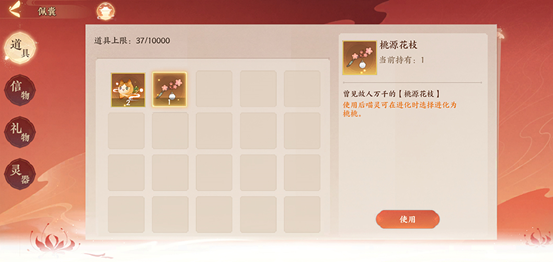 佩囊
道具
信物
礼物
灵器
道具上限：37/10000
2
1
桃源花枝
当前持有：1
曾见故人万千的【桃源花枝】
使用后喵灵可在进化时选择进化为
桃桃。
使用